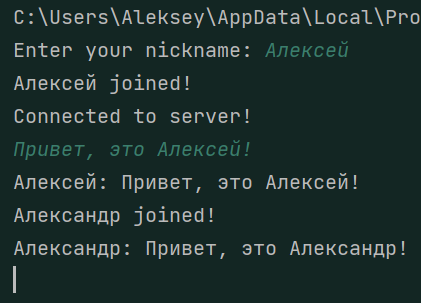 C:\Users\Aleksey\AppData\Local\Pro
Enter your nickname: Алексей
Алексей joined!
Connected to server!
Привет, это Алексей!
Алексей: Привет, это Алексей!
Александр joined!
Александр: Привет, это Александр!